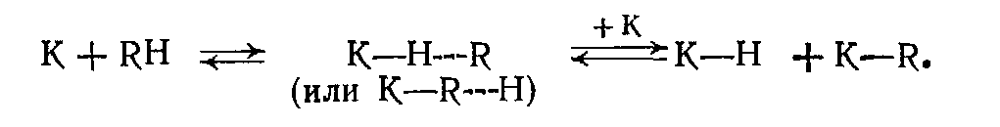 K + RH ⇌ K—H---R +K ⇌ K—H + K—R.
(или K—R---H)